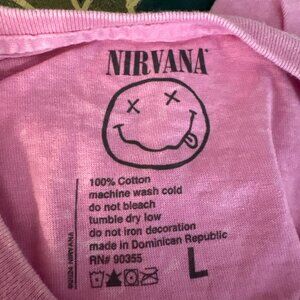 NIRVANA
100% Cotton
machine wash cold
do not bleach
tumble dry low
do not iron decoration
made in Dominican Republic
RN# 90355
L